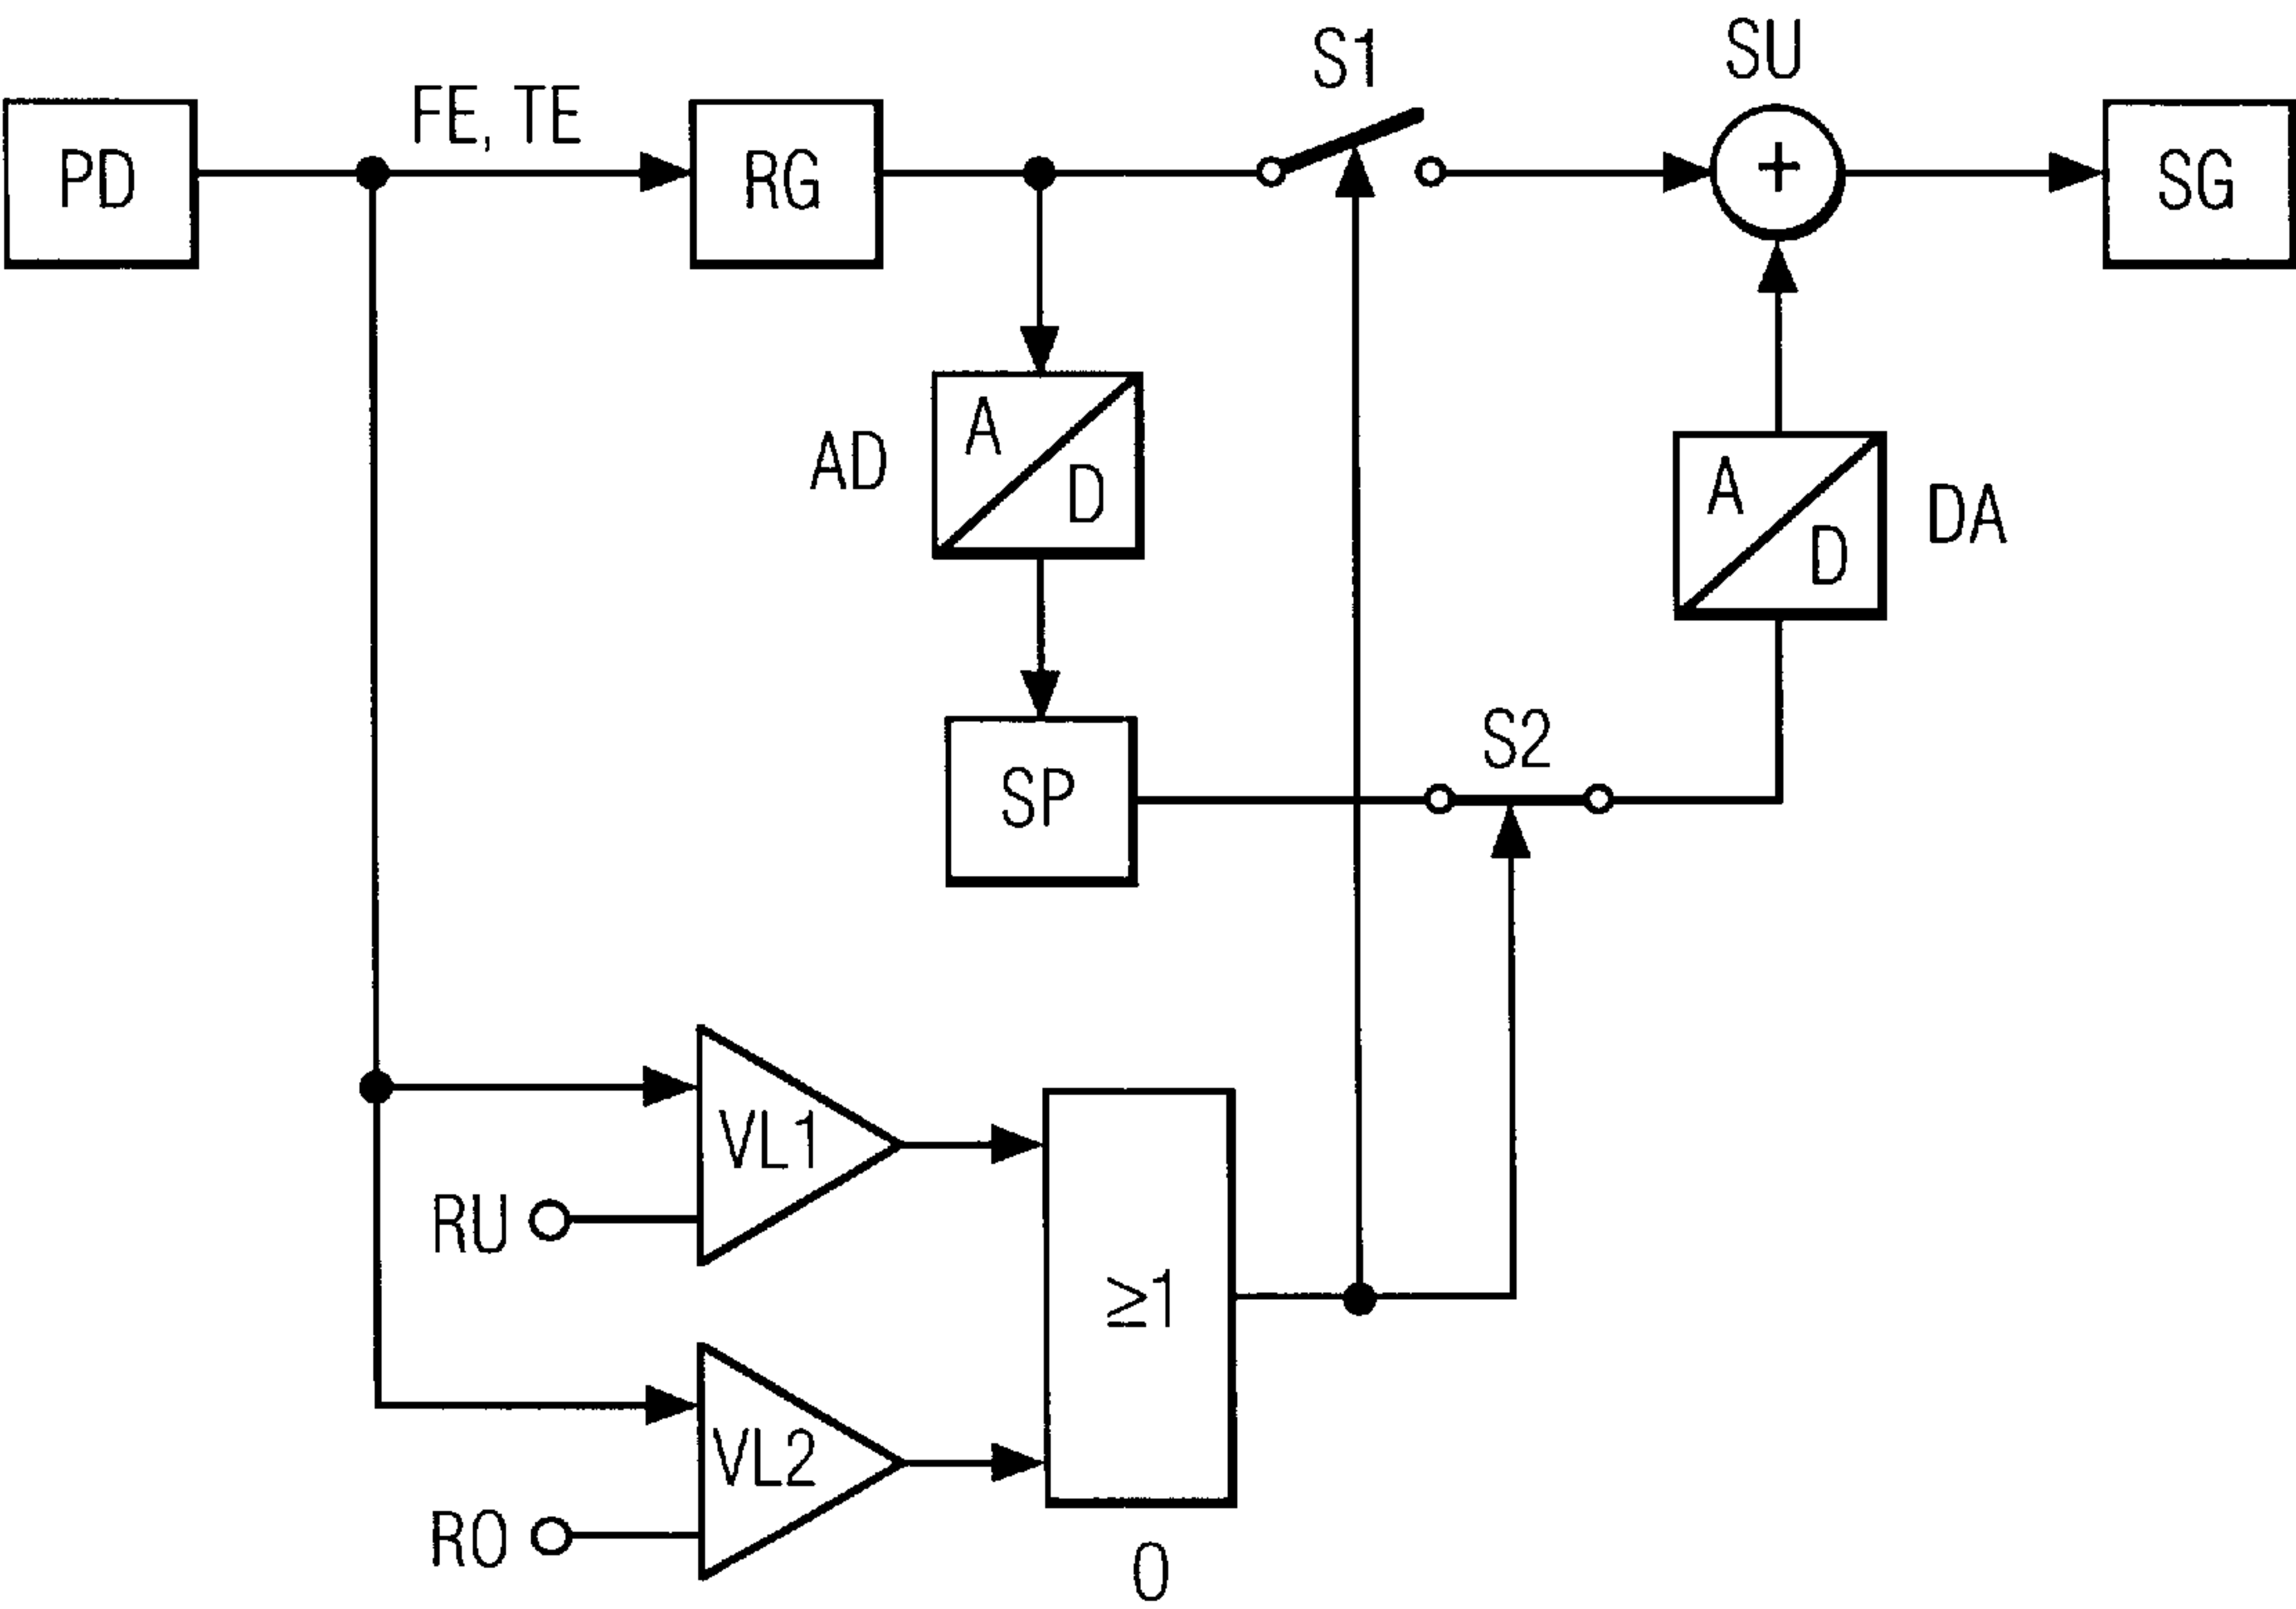 S1
SU
FE, TE
PD
RG
+
SG
A
D
AD
A
D
DA
S2
SP
VL1
RU
≥1
VL2
RO
O